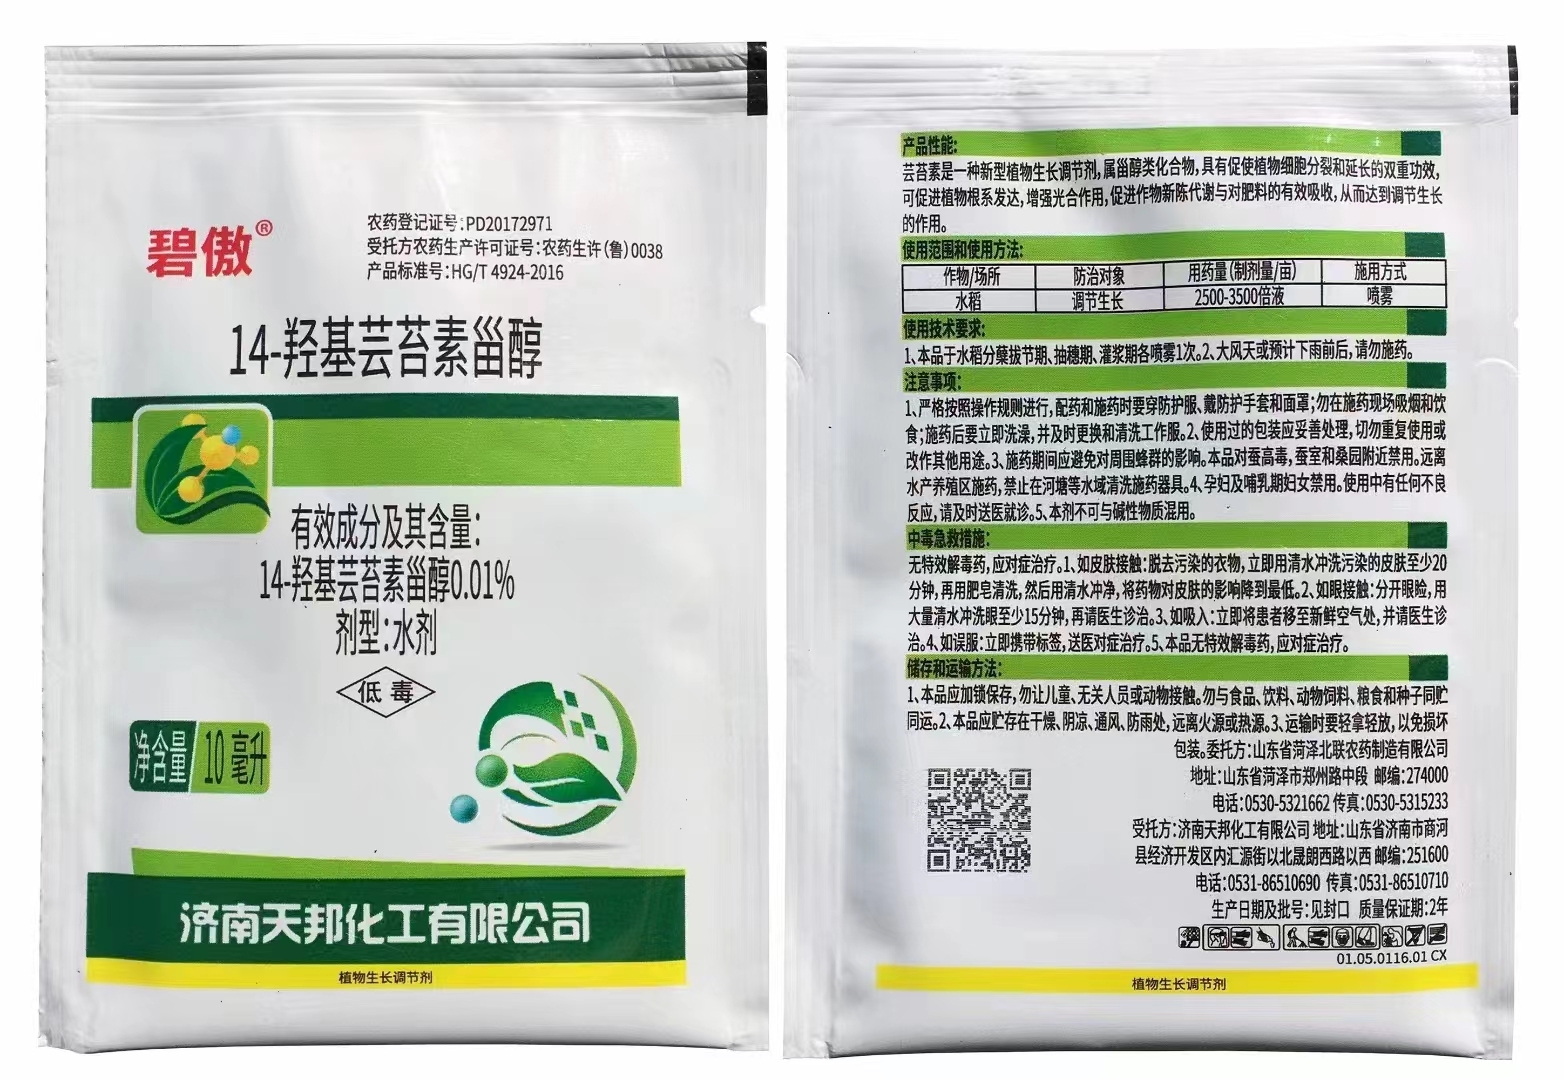 碧傲®
农药登记证号:PD20172971
受托方农药生产许可证号:农药生许(鲁)0038
产品标准号:HG/T 4924-2016
14-羟基芸苔素甾醇
有效成分及其含量:
14-羟基芸苔素甾醇0.01%
剂型:水剂
低毒
净含量 10 毫升
济南天邦化工有限公司
植物生长调节剂
产品性能:
芸苔素是一种新型植物生长调节剂,属甾醇类化合物,具有促使植物细胞分裂和延长的双重功效,
可促进植物根系发达,增强光合作用,促进作物新陈代谢与对肥料的有效吸收,从而达到调节生长
的作用。
使用范围和使用方法:
作物/场所 防治对象 用药量(制剂量/亩) 施用方式
水稻 调节生长 2500-3500倍液 喷雾
使用技术要求:
1、本品于水稻分蘖拔节期、抽穗期、灌浆期各喷雾1次。2、大风天或预计下雨前后,请勿施药。
注意事项:
1、严格按照操作规则进行,配药和施药时要穿防护服、戴防护手套和面罩;勿在施药现场吸烟和饮
食;施药后要立即洗澡,并及时更换和清洗工作服。2、使用过的包装应妥善处理,切勿重复使用或
改作其他用途。3、施药期间应避免对周围蜂群的影响。本品对蚕高毒,蚕室和桑园附近禁用。远离
水产养殖区施药,禁止在河塘等水域清洗施药器具。4、孕妇及哺乳期妇女禁用。使用中有任何不良
反应,请及时送医就诊。5、本剂不可与碱性物质混用。
中毒急救措施:
无特效解毒药,应对症治疗。1、如皮肤接触:脱去污染的衣物,立即用清水冲洗污染的皮肤至少20
分钟,再用肥皂清洗,然后用清水冲净,将药物对皮肤的影响降到最低。2、如眼接触:分开眼睑,用
大量清水冲洗眼至少15分钟,再请医生诊治。3、如吸入:立即将患者移至新鲜空气处,并请医生诊
治。4、如误服:立即携带标签,送医对症治疗。5、本品无特效解毒药,应对症治疗。
储存和运输方法:
1、本品应加锁保存,勿让儿童、无关人员或动物接触。勿与食品、饮料、动物饲料、粮食和种子同贮
同运。2、本品应贮存在干燥、阴凉、通风、防雨处,远离火源或热源。3、运输时要轻拿轻放,以免损坏
包装。委托方:山东省菏泽北联农药制造有限公司
地址:山东省菏泽市郑州路中段 邮编:274000
电话:0530-5321662 传真:0530-5315233
受托方:济南天邦化工有限公司 地址:山东省济南市商河
县经济开发区内汇源街以北晟朗西路以西 邮编:251600
电话:0531-86510690 传真:0531-86510710
生产日期及批号:见封口 质量保证期:2年
01.05.0116.01 CX
植物生长调节剂